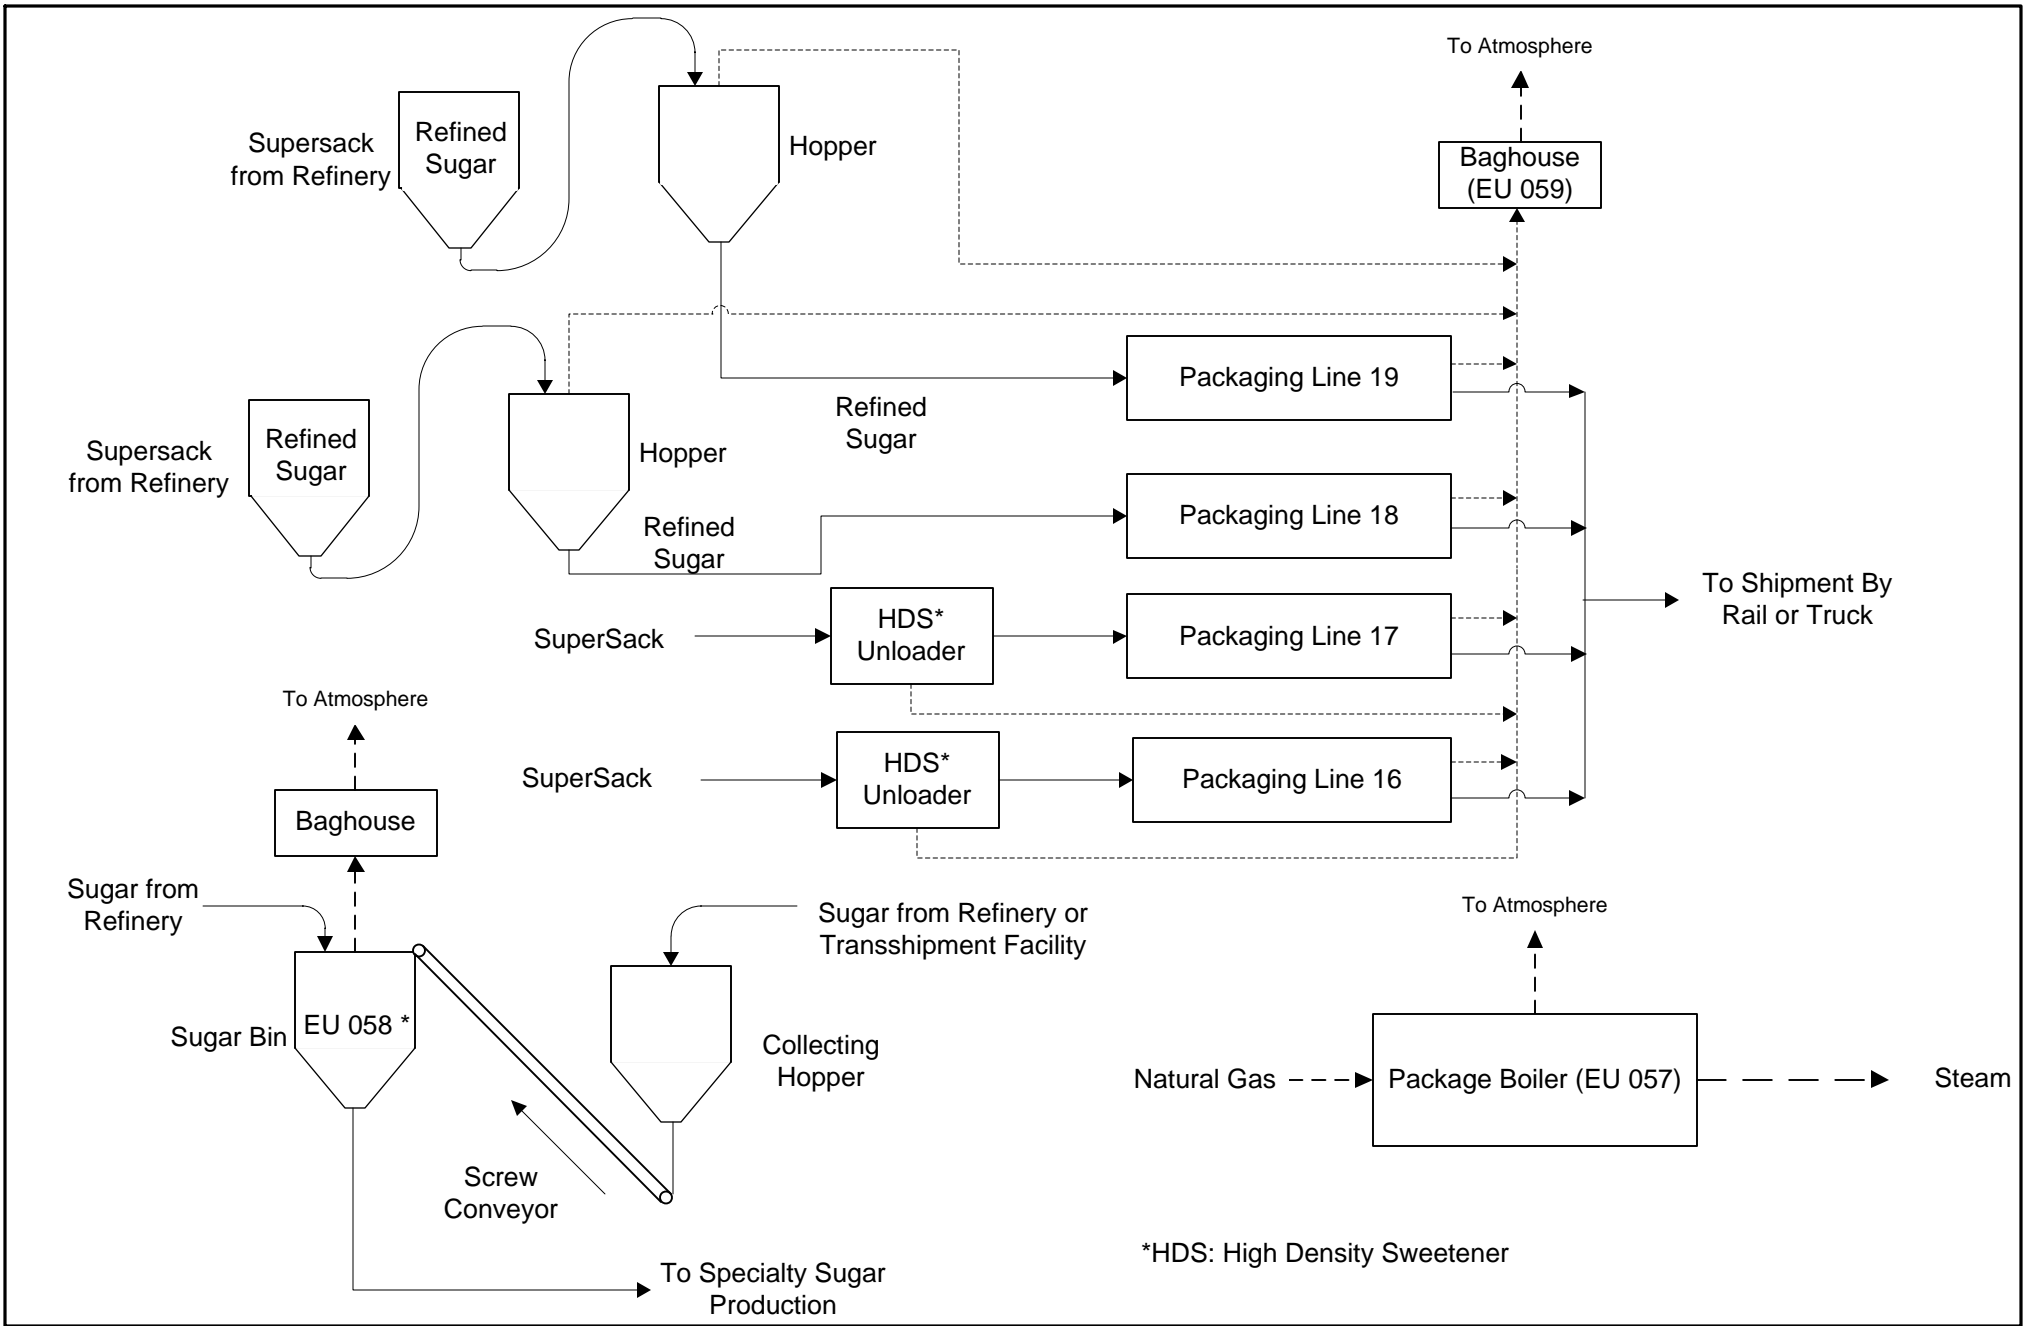 To Atmosphere
Refined
Sugar
Supersack
from Refinery
Hopper
Baghouse
(EU 059)
Packaging Line 19
Refined
Sugar
Supersack
from Refinery
Refined
Sugar
Hopper
Refined
Sugar
Packaging Line 18
To Shipment By
Rail or Truck
SuperSack
HDS*
Unloader
Packaging Line 17
To Atmosphere
SuperSack
HDS*
Unloader
Packaging Line 16
Baghouse
Sugar from
Refinery
Sugar from Refinery or
Transshipment Facility
To Atmosphere
Sugar Bin
EU 058 *
Collecting
Hopper
Natural Gas
Package Boiler (EU 057)
Steam
Screw
Conveyor
*HDS: High Density Sweetener
To Specialty Sugar
Production